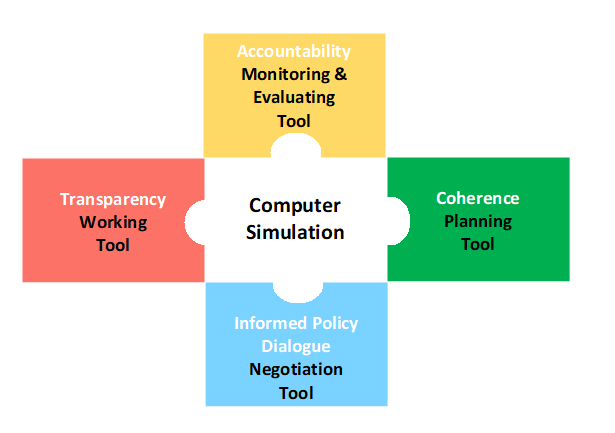 Accountability
Monitoring &
Evaluating
Tool
Transparency
Working
Tool
Computer
Simulation
Coherence
Planning
Tool
Informed Policy
Dialogue
Negotiation
Tool